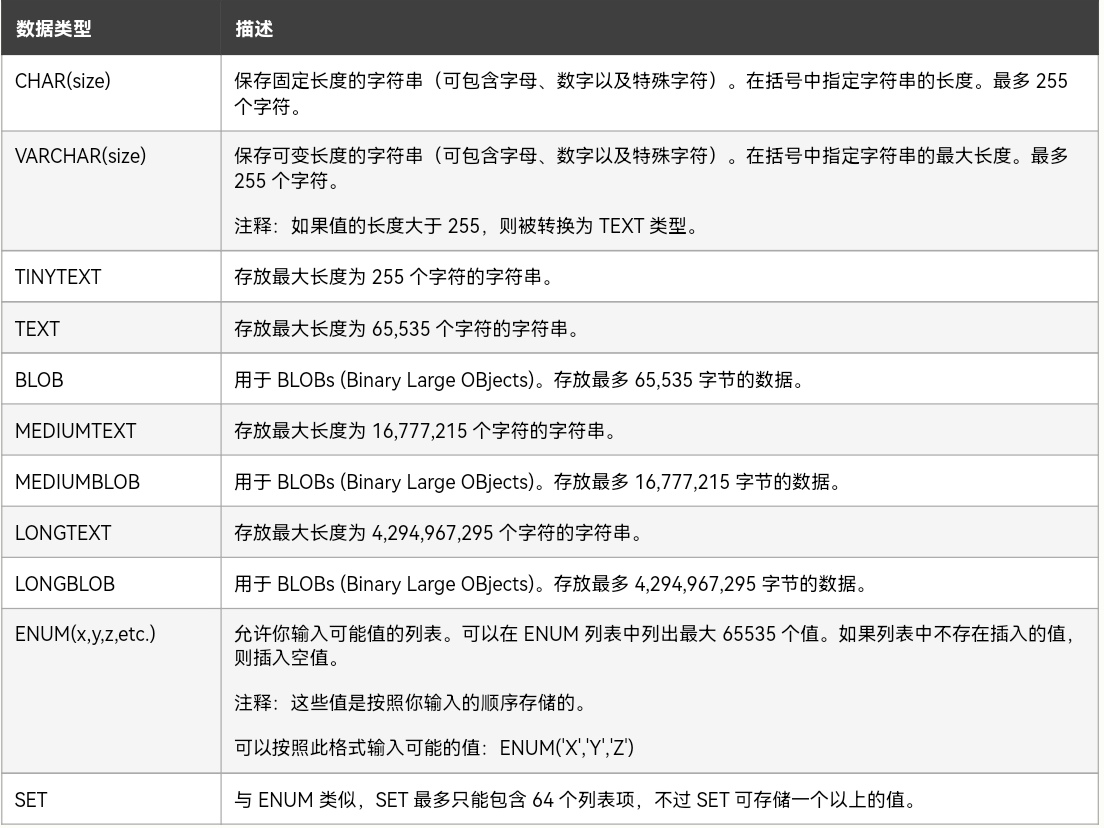 数据类型 描述
CHAR(size) 保存固定长度的字符串（可包含字母、数字以及特殊字符）。在括号中指定字符串的长度。最多 255
个字符。
VARCHAR(size) 保存可变长度的字符串（可包含字母、数字以及特殊字符）。在括号中指定字符串的最大长度。最多
255 个字符。
注释：如果值的长度大于 255，则被转换为 TEXT 类型。
TINYTEXT 存放最大长度为 255 个字符的字符串。
TEXT 存放最大长度为 65,535 个字符的字符串。
BLOB 用于 BLOBs (Binary Large OBjects)。存放最多 65,535 字节的数据。
MEDIUMTEXT 存放最大长度为 16,777,215 个字符的字符串。
MEDIUMBLOB 用于 BLOBs (Binary Large OBjects)。存放最多 16,777,215 字节的数据。
LONGTEXT 存放最大长度为 4,294,967,295 个字符的字符串。
LONGBLOB 用于 BLOBs (Binary Large OBjects)。存放最多 4,294,967,295 字节的数据。
ENUM(x,y,z,etc.) 允许你输入可能值的列表。可以在 ENUM 列表中列出最大 65535 个值。如果列表中不存在插入的值，
则插入空值。
注释：这些值是按照你输入的顺序存储的。
可以按照此格式输入可能的值：ENUM('X','Y','Z')
SET 与 ENUM 类似，SET 最多只能包含 64 个列表项，不过 SET 可存储一个以上的值。